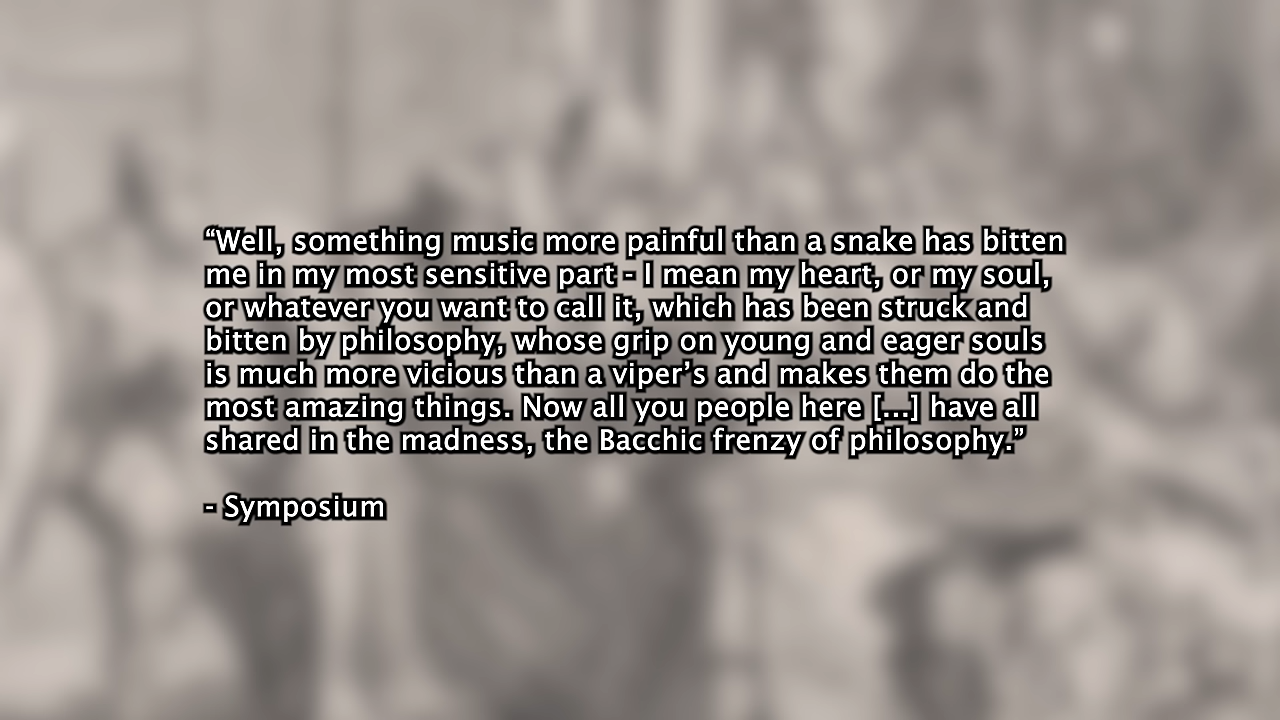 “Well, something music more painful than a snake has bitten
me in my most sensitive part - I mean my heart, or my soul,
or whatever you want to call it, which has been struck and
bitten by philosophy, whose grip on young and eager souls
is much more vicious than a viper’s and makes them do the
most amazing things. Now all you people here [...] have all
shared in the madness, the Bacchic frenzy of philosophy.”
- Symposium